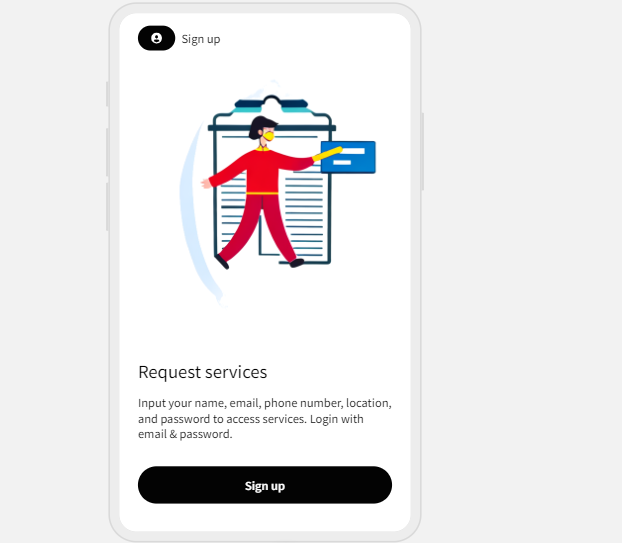 Sign up
Request services
Input your name, email, phone number, location,
and password to access services. Login with
email & password.
Sign up